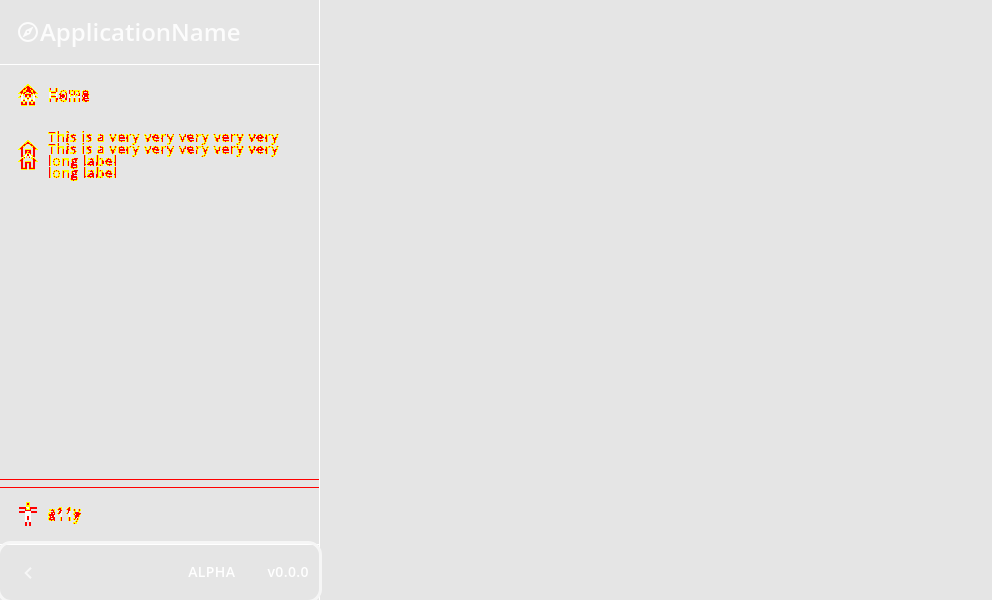 ApplicationName
Home
This is a very very very very very
This is a very very very very very
long label
long label
ALPHA v0.0.0